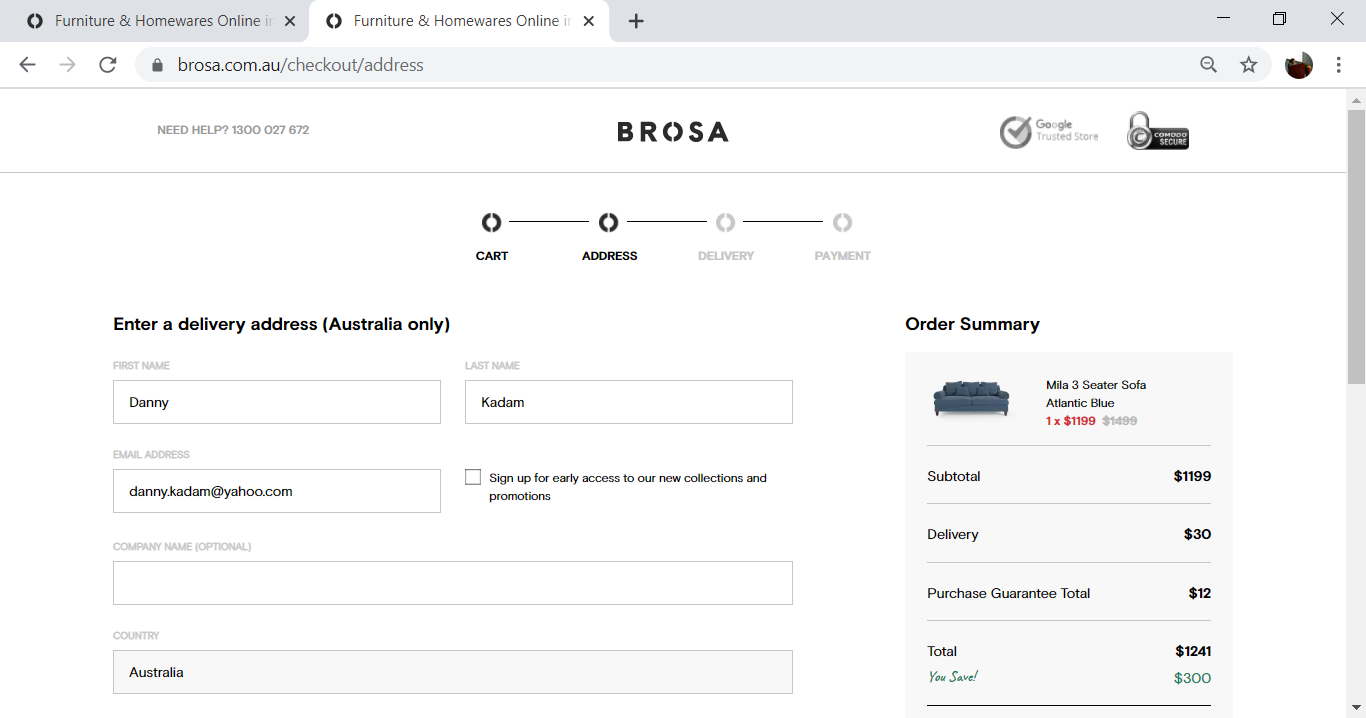 Furniture & Homewares Online in
Furniture & Homewares Online in
brosa.com.au/checkout/address
NEED HELP? 1300 027 672
BROSA
Google
Trusted Store
COMODO
SECURE
CART
ADDRESS
DELIVERY
PAYMENT
Enter a delivery address (Australia only)
FIRST NAME
LAST NAME
Danny
Kadam
EMAIL ADDRESS
danny.kadam@yahoo.com
Sign up for early access to our new collections and
promotions
COMPANY NAME (OPTIONAL)
COUNTRY
Australia
Order Summary
Mila 3 Seater Sofa
Atlantic Blue
1 x $1199 $1499
Subtotal $1199
Delivery $30
Purchase Guarantee Total $12
Total $1241
You Save! $300